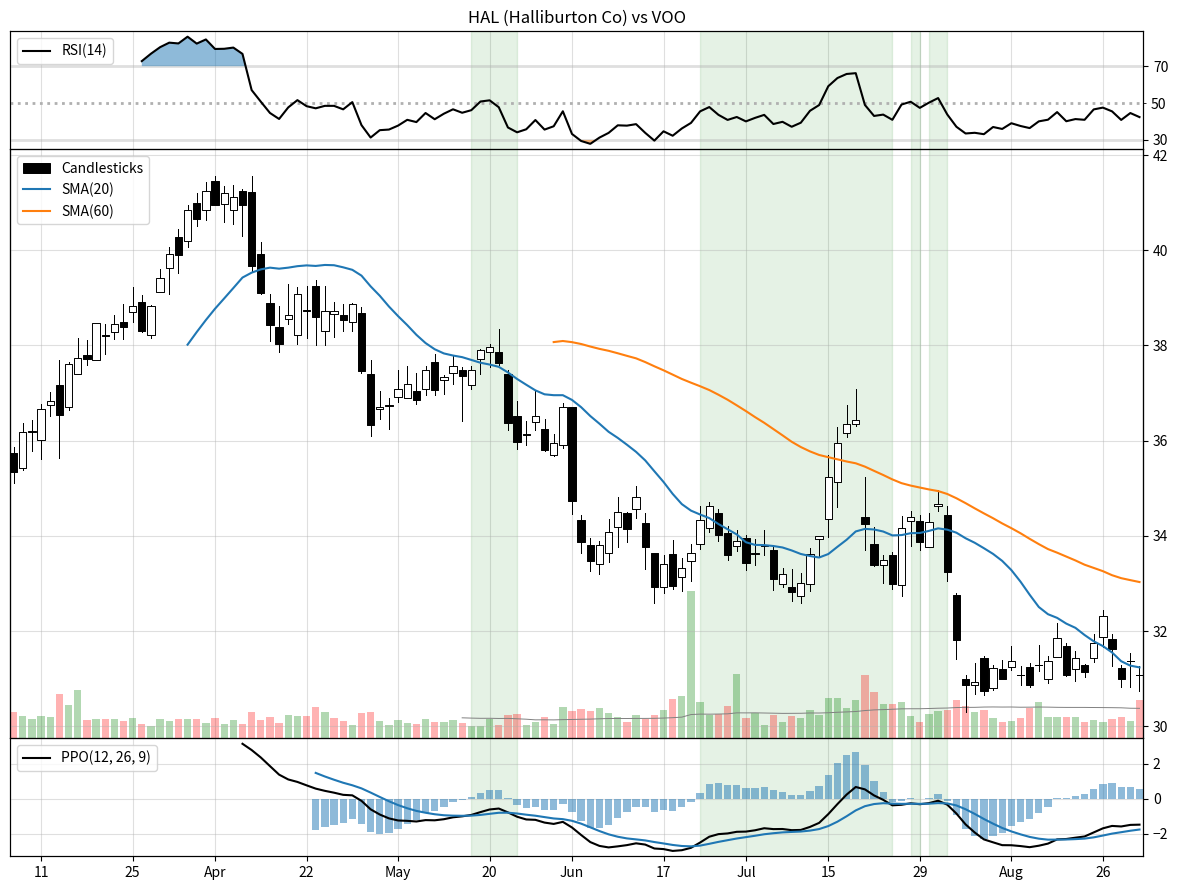 HAL (Halliburton Co) vs VOO
RSI(14)
70
50
30
Candlesticks
SMA(20)
SMA(60)
42
40
38
36
34
32
30
PPO(12, 26, 9)
2
0
−2
11
25
Apr
22
May
20
Jun
17
Jul
15
29
Aug
26